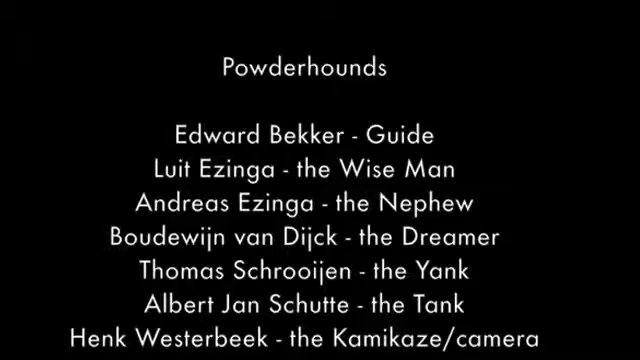 Powderhounds
Edward Bekker - Guide
Luit Ezinga - the Wise Man
Andreas Ezinga - the Nephew
Boudewijn van Dijck - the Dreamer
Thomas Schrooijen - the Yank
Albert Jan Schutte - the Tank
Henk Westerbeek - the Kamikaze/camera